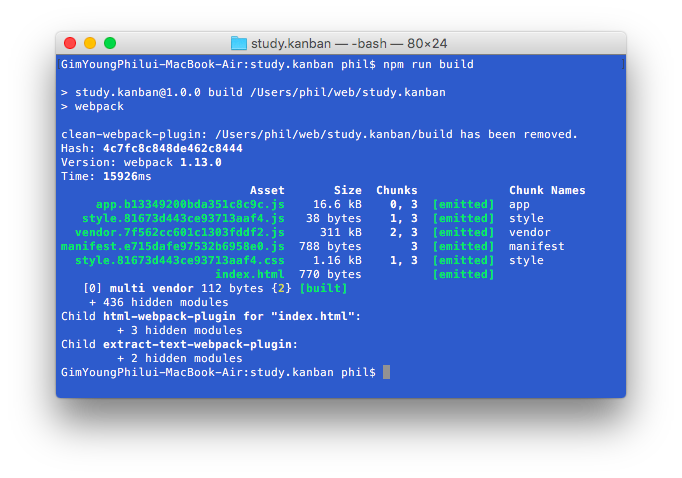 study.kanban — -bash — 80×24
GimYoungPhilui-MacBook-Air:study.kanban phil$ npm run build
> study.kanban@1.0.0 build /Users/phil/web/study.kanban
> webpack
clean-webpack-plugin: /Users/phil/web/study.kanban/build has been removed.
Hash: 4c7fc8c848de462c8444
Version: webpack 1.13.0
Time: 15926ms
Asset Size Chunks Chunk Names
app.b13349200bda351c8c9c.js 16.6 kB 0, 3 [emitted] app
style.81673d443ce93713aaf4.js 38 bytes 1, 3 [emitted] style
vendor.7f562cc601c1303fddf2.js 311 kB 2, 3 [emitted] vendor
manifest.e715dafe97532b6958e0.js 788 bytes 3 [emitted] manifest
style.81673d443ce93713aaf4.css 1.16 kB 1, 3 [emitted] style
index.html 770 bytes [emitted]
[0] multi vendor 112 bytes {2} [built]
+ 436 hidden modules
Child html-webpack-plugin for "index.html":
+ 3 hidden modules
Child extract-text-webpack-plugin:
+ 2 hidden modules
GimYoungPhilui-MacBook-Air:study.kanban phil$